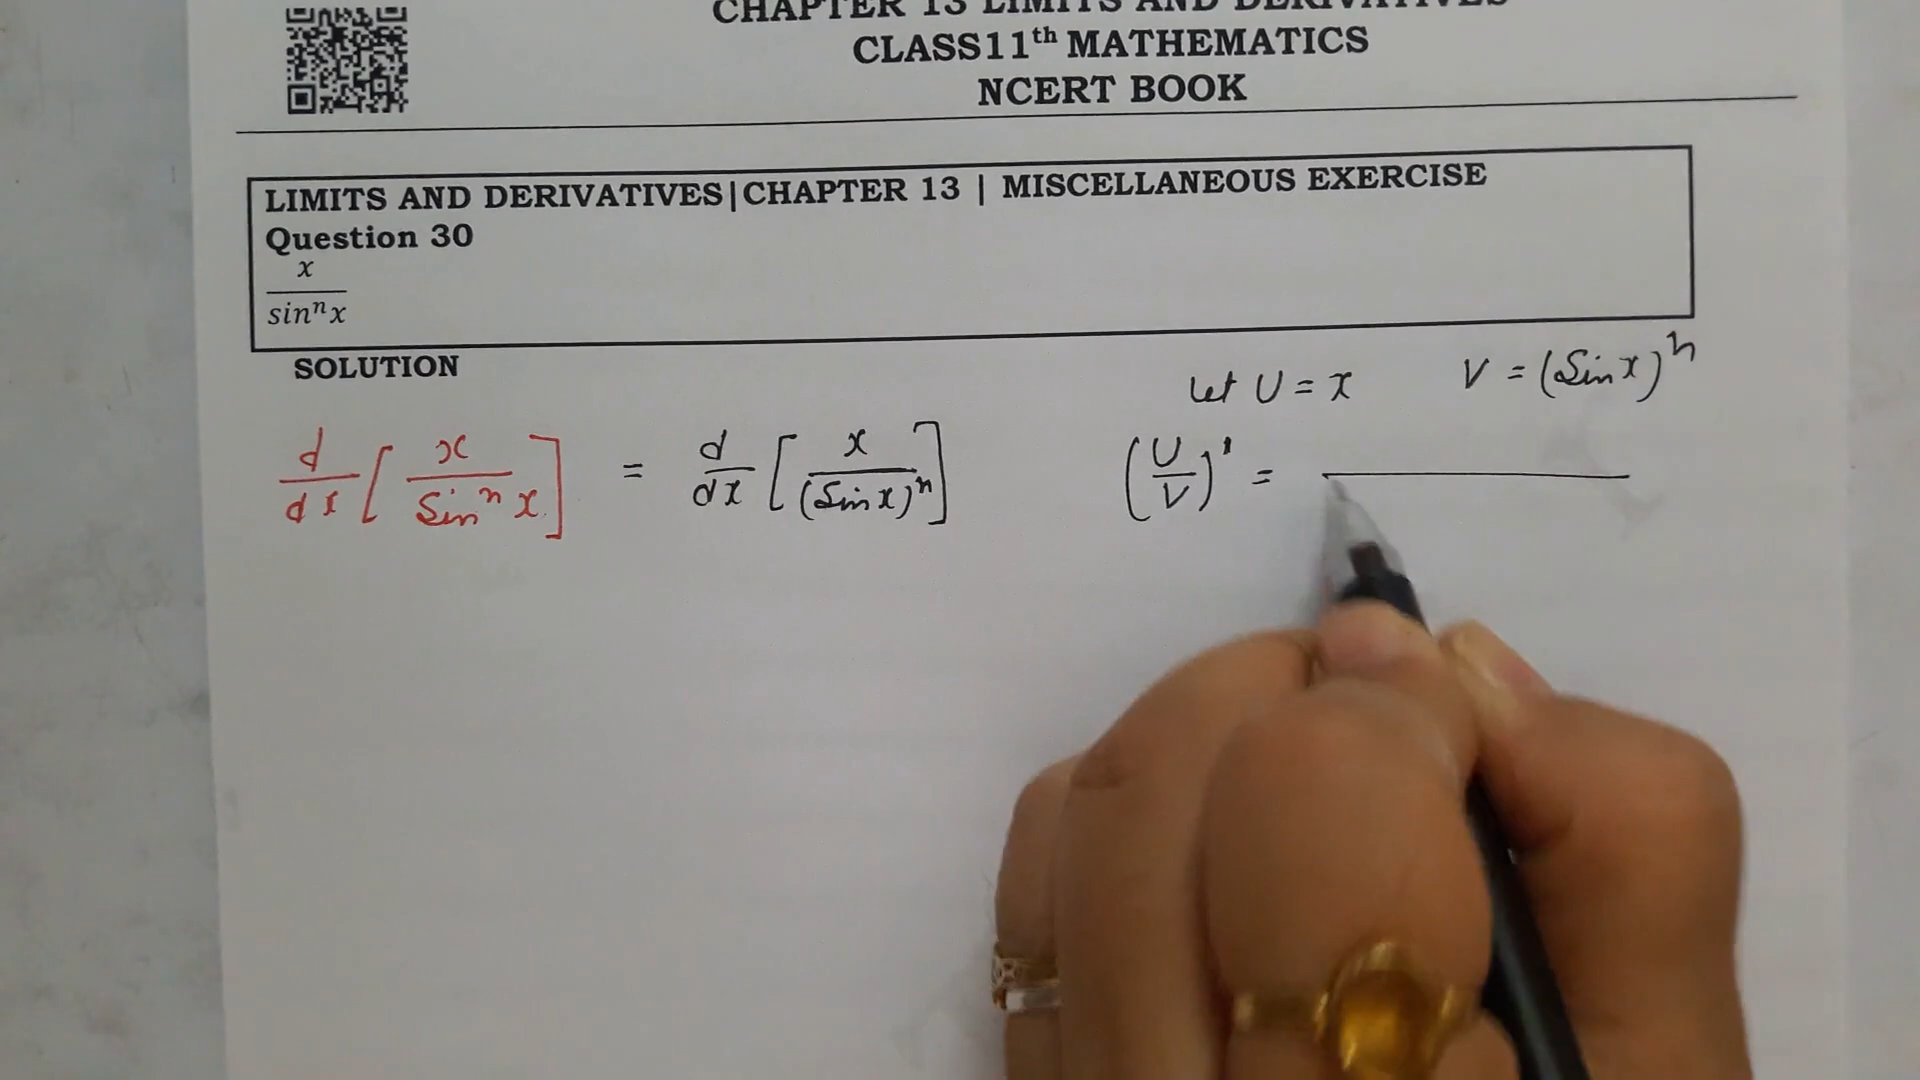 CHAPTER 13 LIMITS AND DERIVATIVES
CLASS11th MATHEMATICS
NCERT BOOK
LIMITS AND DERIVATIVES|CHAPTER 13 | MISCELLANEOUS EXERCISE
Question 30
x
sinⁿx
SOLUTION
let U = x V = (Sin x)ⁿ
d/dx [x/Sinⁿ x.] = d/dx [x/(Sin x)ⁿ] (U/V)' =